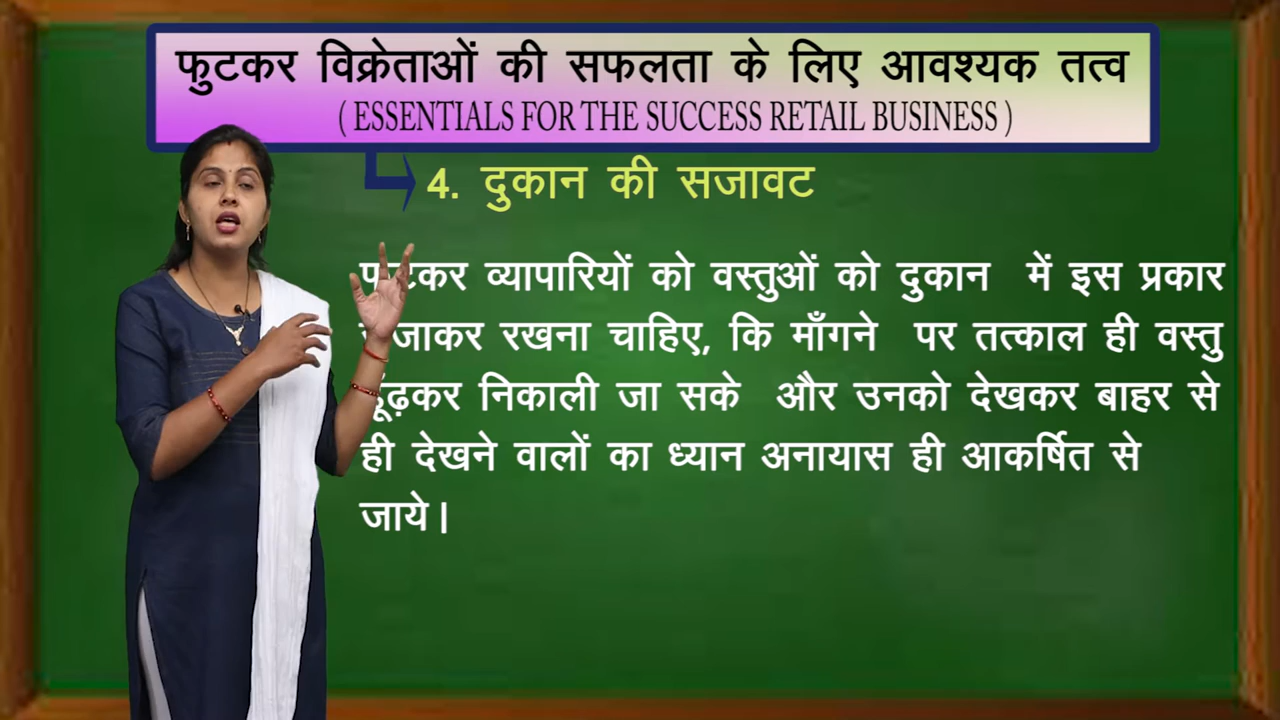 फुटकर विक्रेताओं की सफलता के लिए आवश्यक तत्व
( ESSENTIALS FOR THE SUCCESS RETAIL BUSINESS )
4. दुकान की सजावट
व्यापारियों को वस्तुओं को दुकान में इस प्रकार
रखना चाहिए, कि माँगने पर तत्काल ही वस्तु
निकाली जा सके और उनको देखकर बाहर से
ही देखने वालों का ध्यान अनायास ही आकर्षित से
जाये।